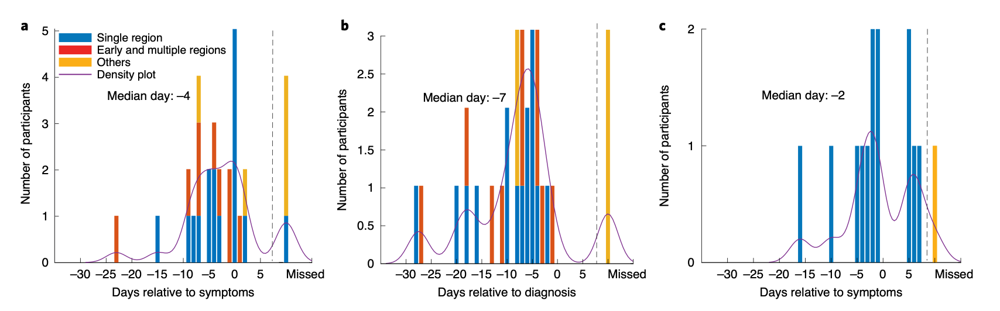 a
5
4
3
2
1
0
Number of participants
Single region
Early and multiple regions
Others
Density plot
Median day: –4
–30 –25 –20 –15 –10 –5 0 5 Missed
Days relative to symptoms
b
3
2.5
2
1.5
1
0.5
0
Number of participants
Median day: –7
–30 –25 –20 –15 –10 –5 0 5 Missed
Days relative to diagnosis
c
2
1
0
Number of participants
Median day: –2
–30 –25 –20 –15 –10 –5 0 5 Missed
Days relative to symptoms